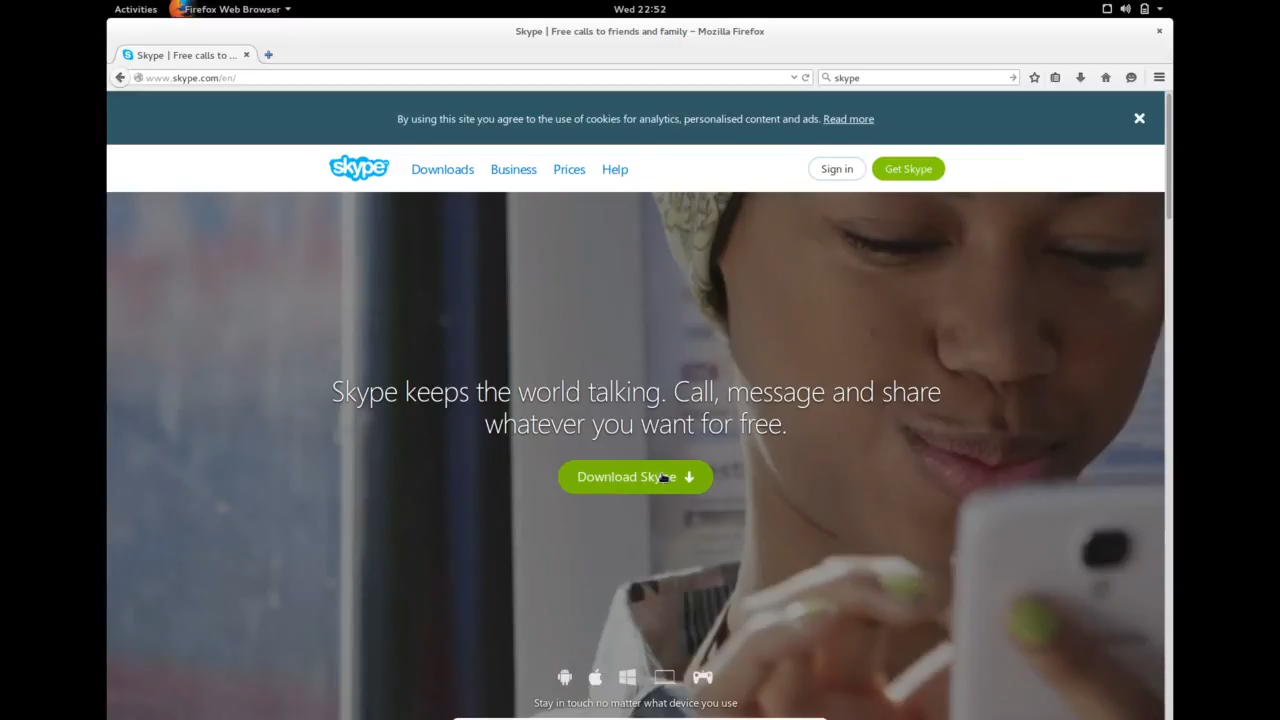 Activities Firefox Web Browser Wed 22:52
Skype | Free calls to friends and family – Mozilla Firefox
Skype | Free calls to ...
www.skype.com/en/ skype
By using this site you agree to the use of cookies for analytics, personalised content and ads. Read more
skype Downloads Business Prices Help Sign in Get Skype
Skype keeps the world talking. Call, message and share
whatever you want for free.
Download Skype
Stay in touch no matter what device you use